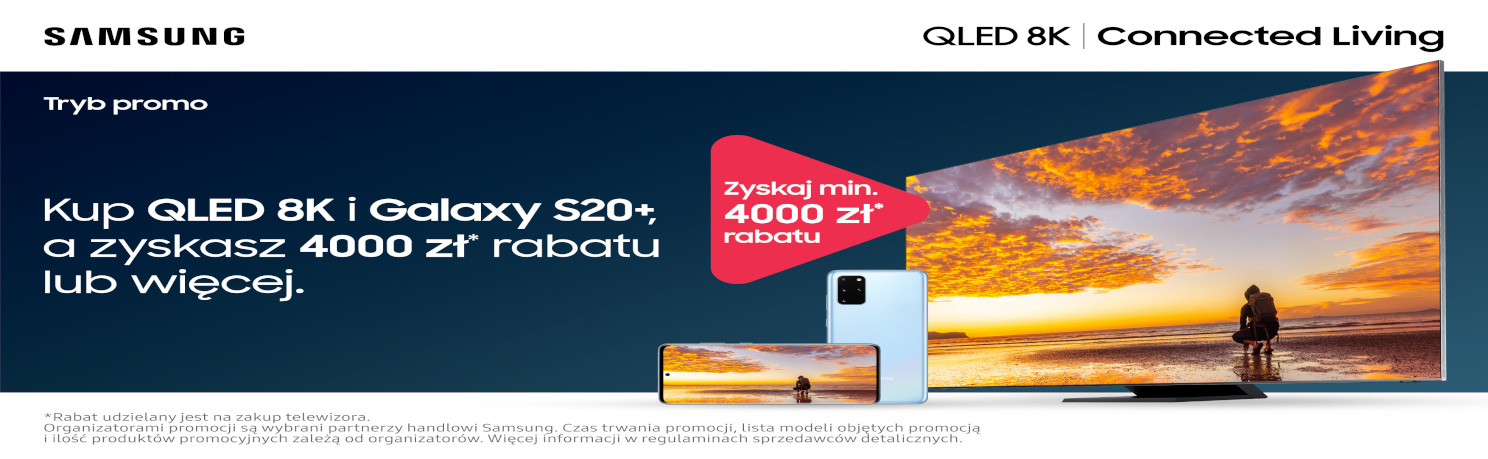 SAMSUNG
QLED 8K | Connected Living
Tryb promo
Kup QLED 8K i Galaxy S20+,
a zyskasz 4000 zł* rabatu
lub więcej.
Zyskaj min.
4000 zł*
rabatu
*Rabat udzielany jest na zakup telewizora.
Organizatorami promocji są wybrani partnerzy handlowi Samsung. Czas trwania promocji, lista modeli objętych promocją
i ilość produktów promocyjnych zależą od organizatorów. Więcej informacji w regulaminach sprzedawców detalicznych.